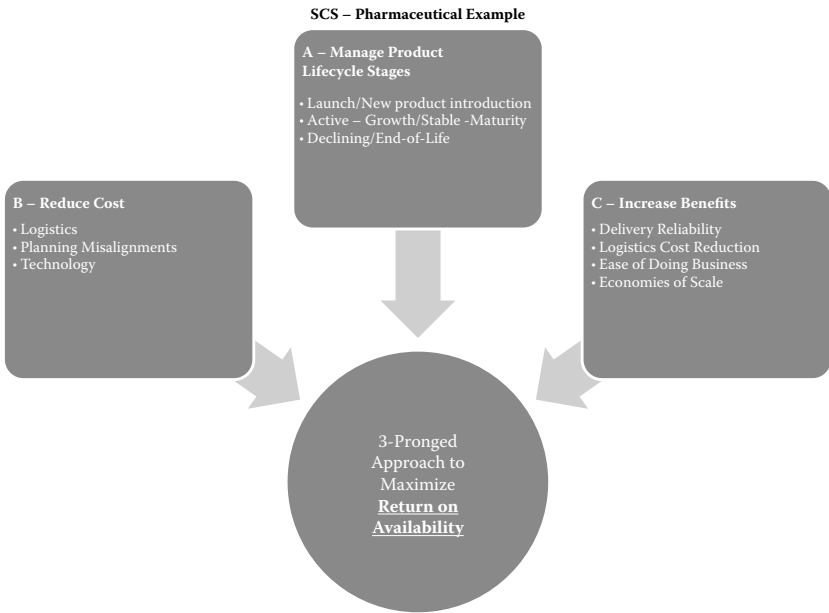 SCS – Pharmaceutical Example
A – Manage Product
Lifecycle Stages
• Launch/New product introduction
• Active – Growth/Stable -Maturity
• Declining/End-of-Life
B – Reduce Cost
• Logistics
• Planning Misalignments
• Technology
C – Increase Benefits
• Delivery Reliability
• Logistics Cost Reduction
• Ease of Doing Business
• Economies of Scale
3-Pronged
Approach to
Maximize
Return on
Availability